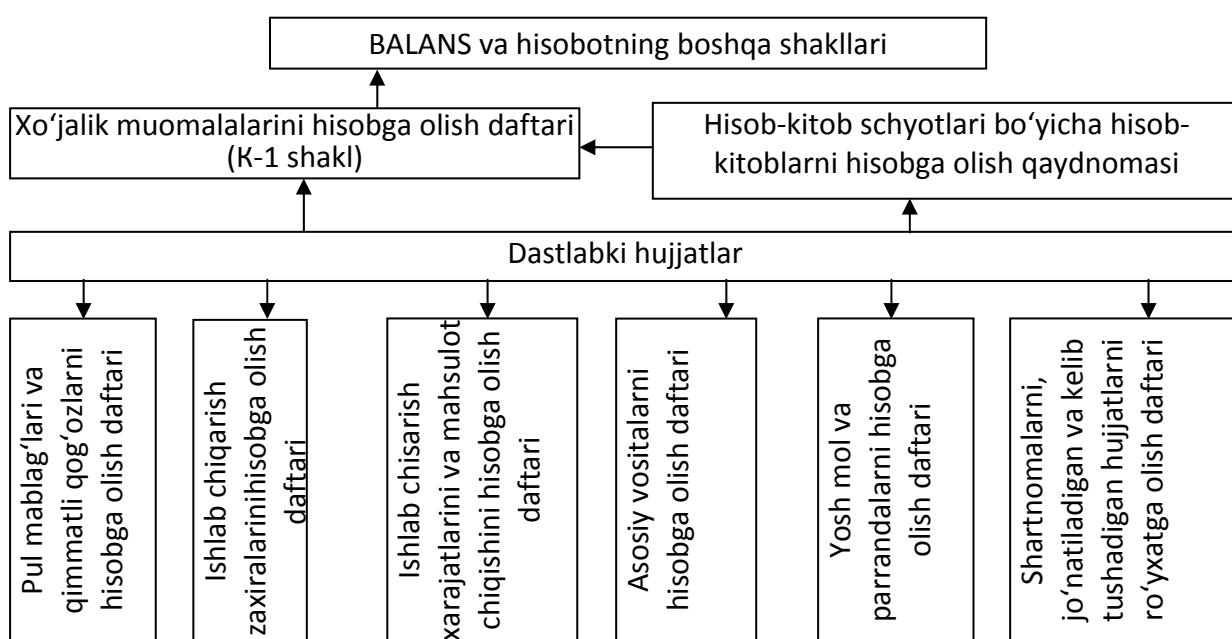 BALANS va hisobotning boshqa shakllari
Xo‘jalik muomalalarini hisobga olish daftari
(К-1 shakl)
Hisob-kitob schyotlari bo‘yicha hisob-
kitoblarni hisobga olish qaydnomasi
Dastlabki hujjatlar
Pul mablag‘lari va
qimmatli qog‘ozlarni
hisobga olish daftari
Ishlab chiqarish
zaxiralarinihisobga olish
daftari
Ishlab chisarish
xarajatlarini va mahsulot
chiqishini hisobga olish
daftari
Asosiy vositalarni
hisobga olish daftari
Yosh mol va
parrandalarni hisobga
olish daftari
Shartnomalarni,
jo‘natiladigan va kelib
tushadigan hujjatlarni
ro‘yxatga olish daftari